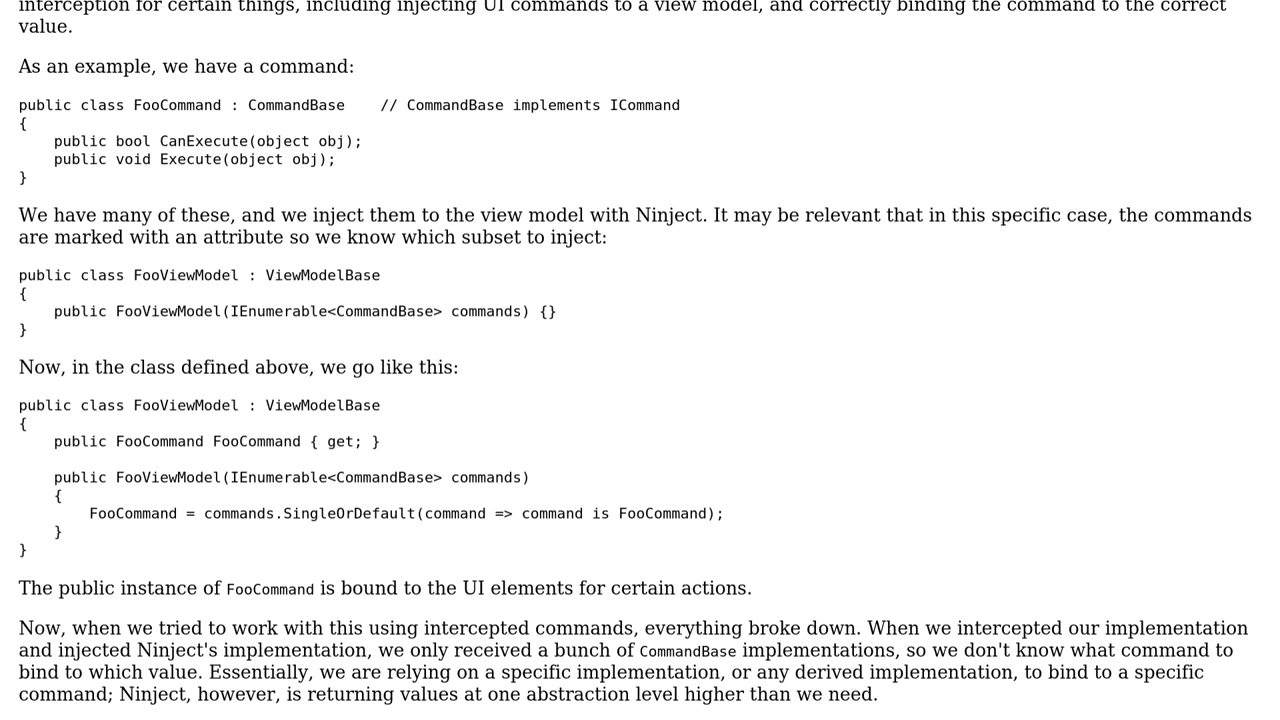 interception for certain things, including injecting UI commands to a view model, and correctly binding the command to the correct
value.
As an example, we have a command:
public class FooCommand : CommandBase    // CommandBase implements ICommand
{
    public bool CanExecute(object obj);
    public void Execute(object obj);
}
We have many of these, and we inject them to the view model with Ninject. It may be relevant that in this specific case, the commands
are marked with an attribute so we know which subset to inject:
public class FooViewModel : ViewModelBase
{
    public FooViewModel(IEnumerable<CommandBase> commands) {}
}
Now, in the class defined above, we go like this:
public class FooViewModel : ViewModelBase
{
    public FooCommand FooCommand { get; }
    public FooViewModel(IEnumerable<CommandBase> commands)
    {
        FooCommand = commands.SingleOrDefault(command => command is FooCommand);
    }
}
The public instance of FooCommand is bound to the UI elements for certain actions.
Now, when we tried to work with this using intercepted commands, everything broke down. When we intercepted our implementation
and injected Ninject's implementation, we only received a bunch of CommandBase implementations, so we don't know what command to
bind to which value. Essentially, we are relying on a specific implementation, or any derived implementation, to bind to a specific
command; Ninject, however, is returning values at one abstraction level higher than we need.